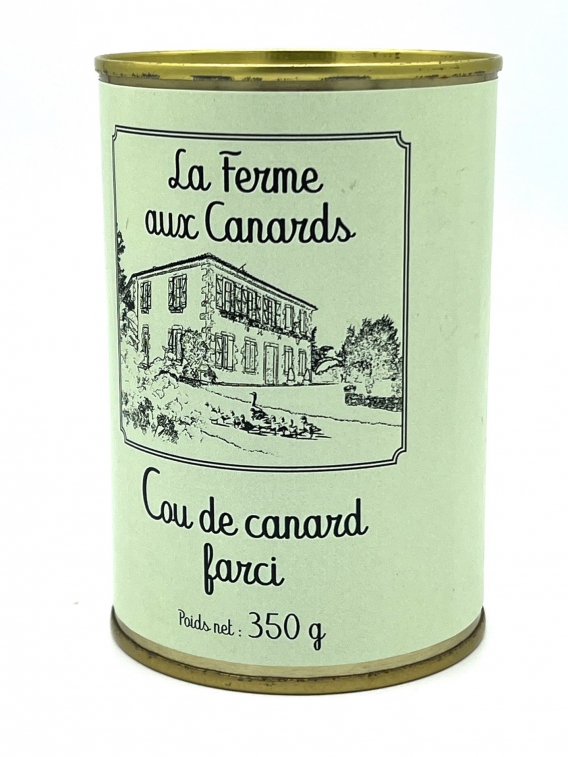 La Ferme
aux Canards
Cou de canard
farci
Poids net : 350 g